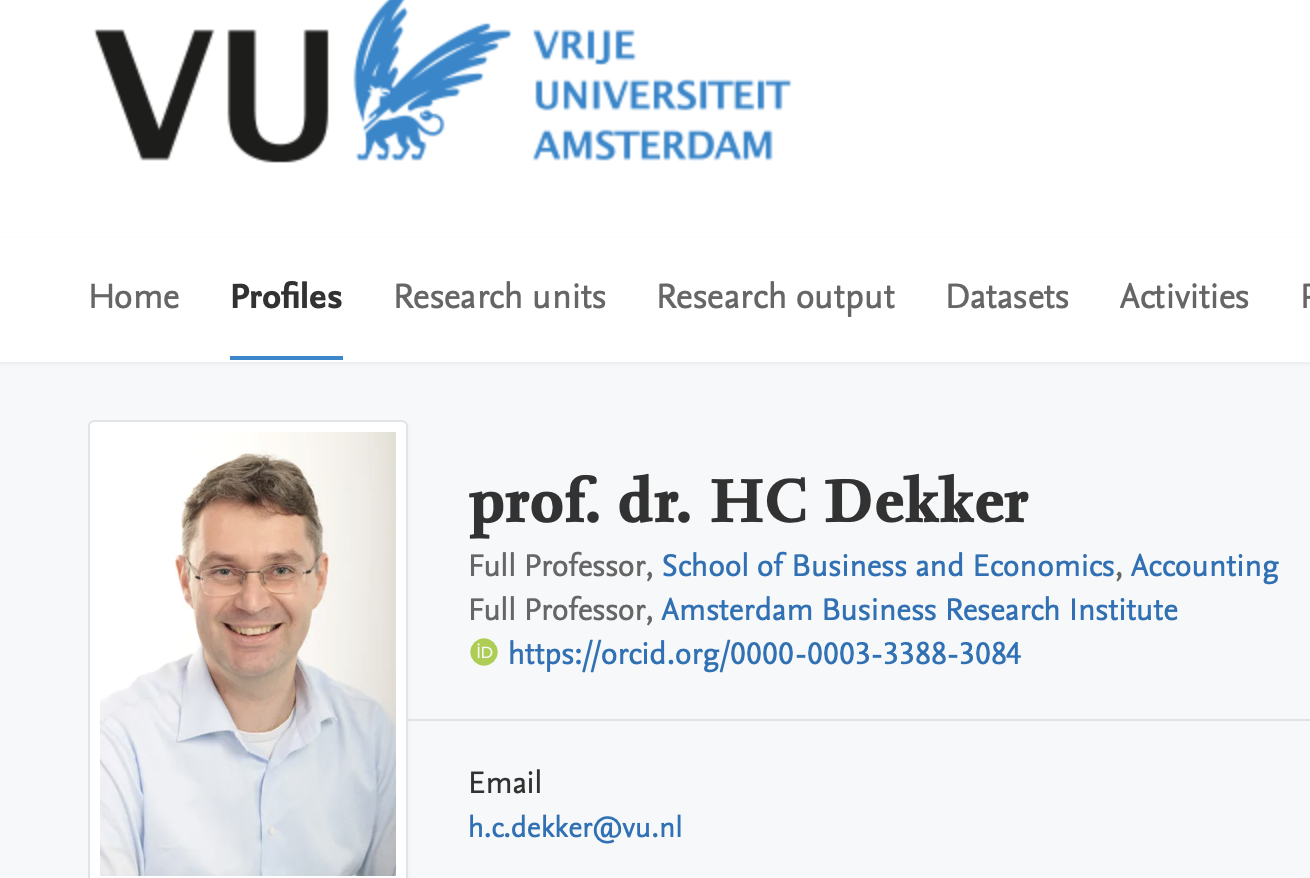 VU VRIJE
UNIVERSITEIT
AMSTERDAM
Home Profiles Research units Research output Datasets Activities
prof. dr. HC Dekker
Full Professor, School of Business and Economics, Accounting
Full Professor, Amsterdam Business Research Institute
iD https://orcid.org/0000-0003-3388-3084
Email
h.c.dekker@vu.nl